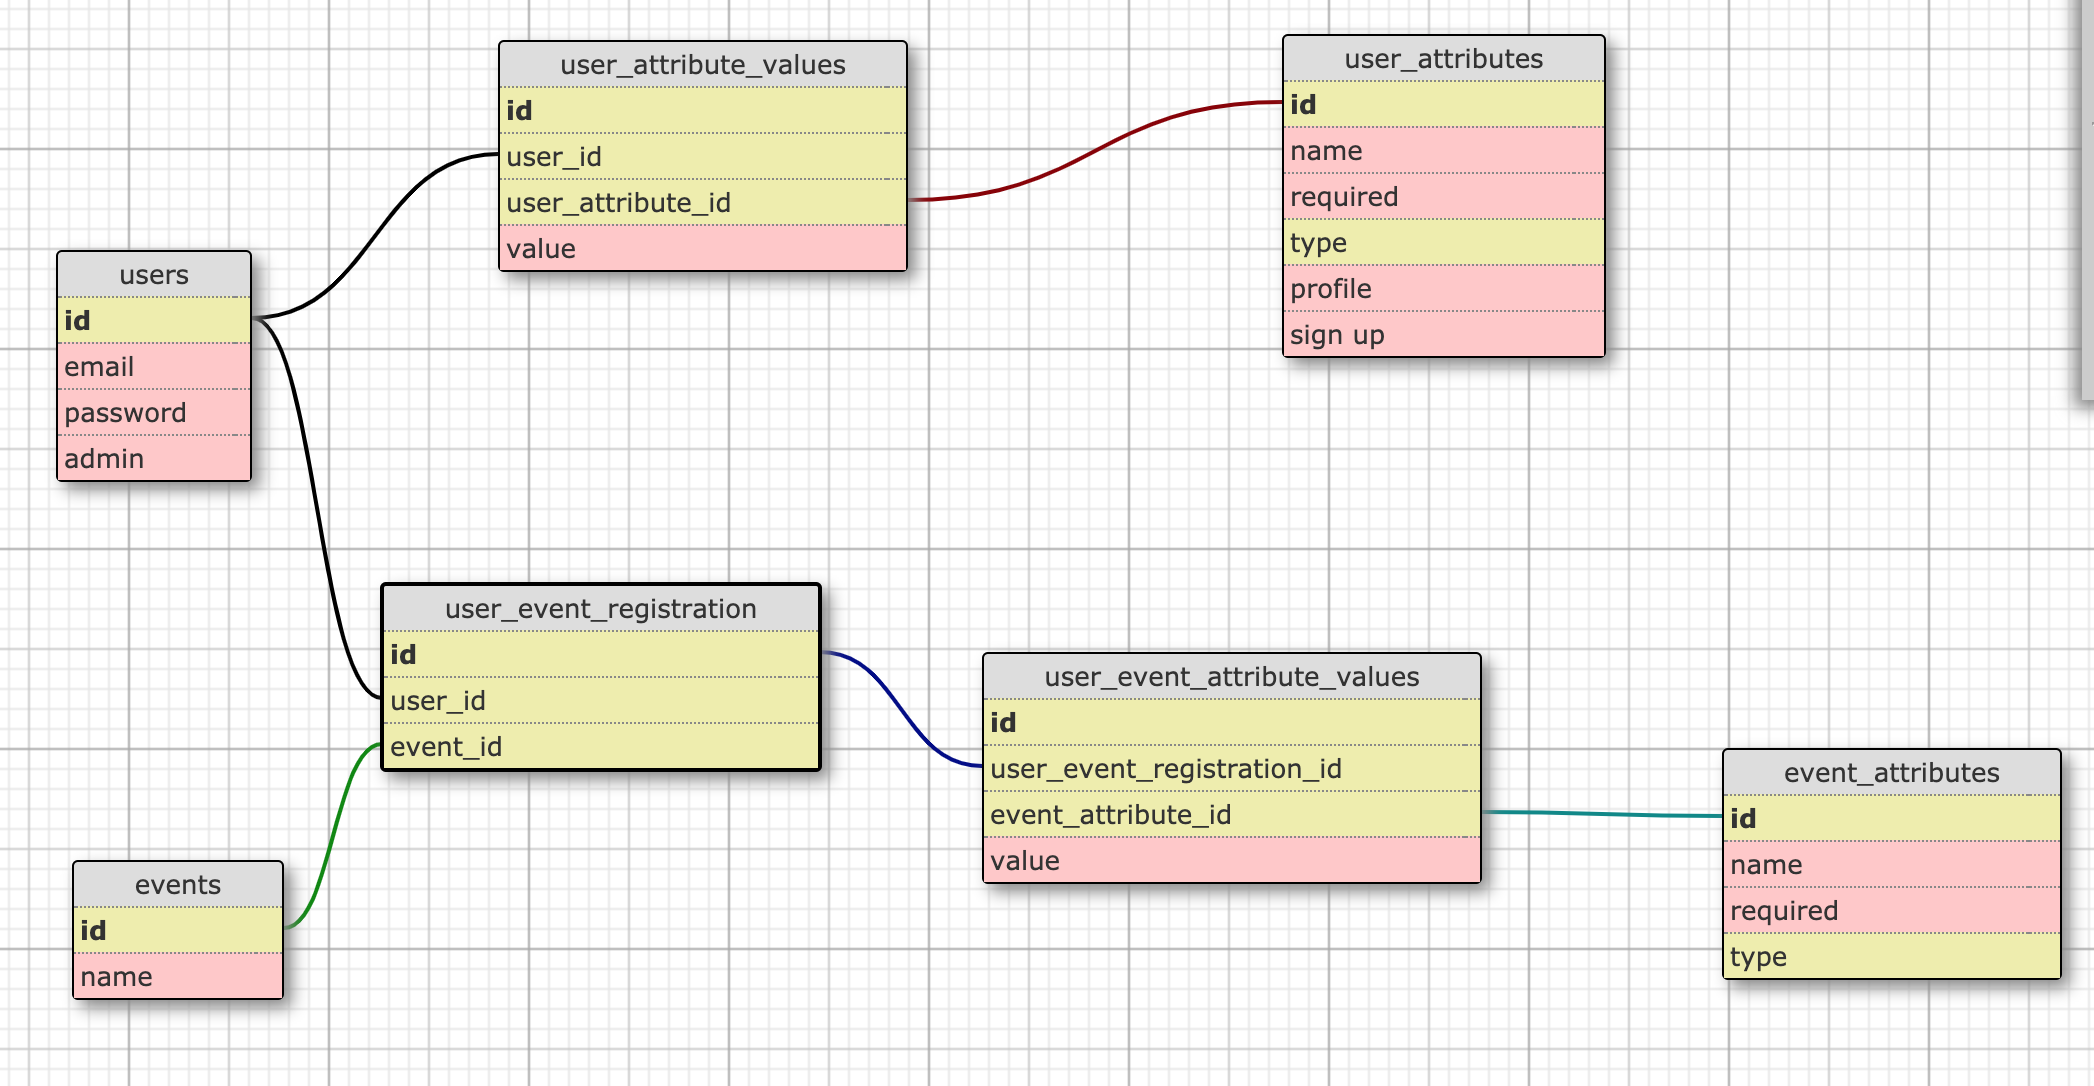 user_attribute_values
id
user_id
user_attribute_id
value
user_attributes
id
name
required
type
profile
sign up
users
id
email
password
admin
user_event_registration
id
user_id
event_id
user_event_attribute_values
id
user_event_registration_id
event_attribute_id
value
event_attributes
id
name
required
type
events
id
name